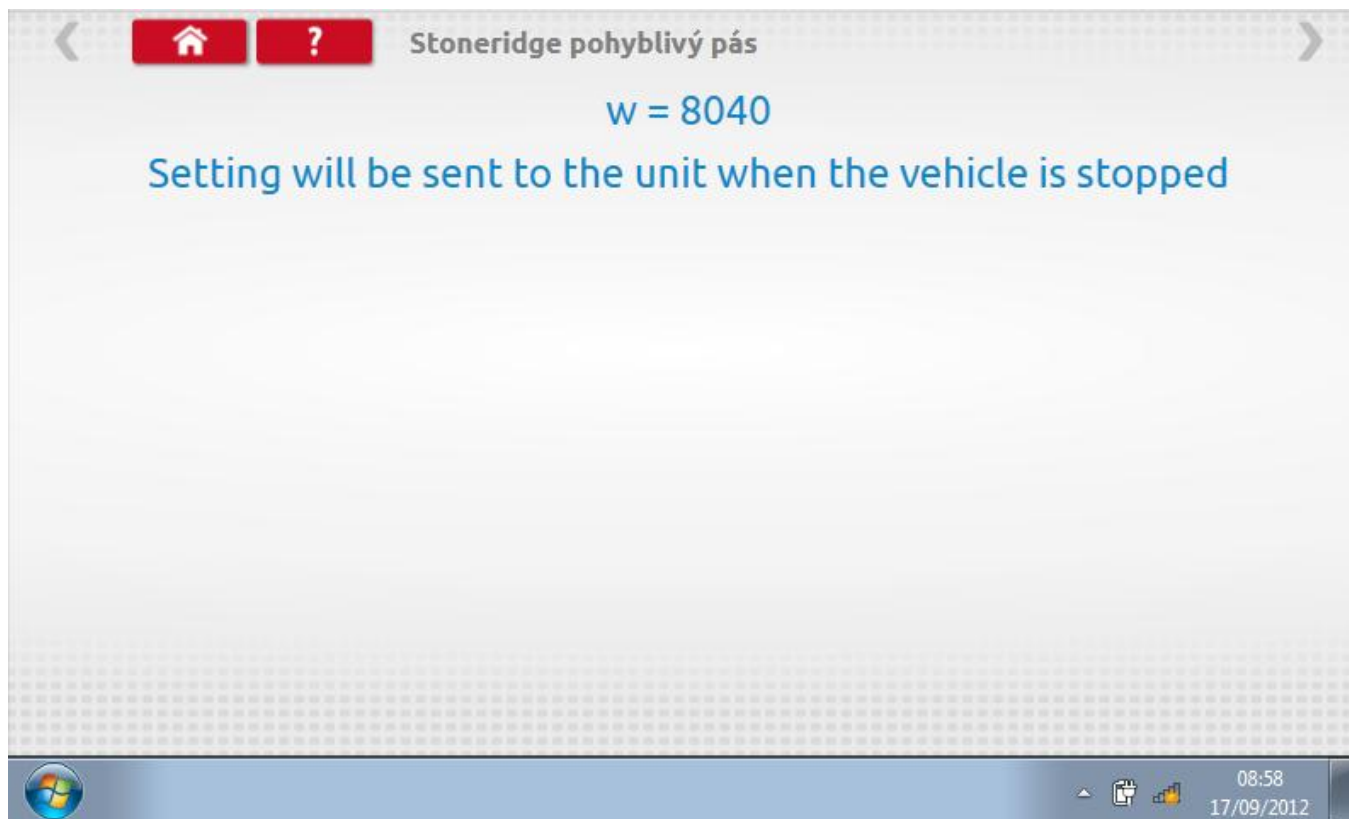 ?
Stoneridge pohyblivý pás
w = 8040
Setting will be sent to the unit when the vehicle is stopped
08:58
17/09/2012